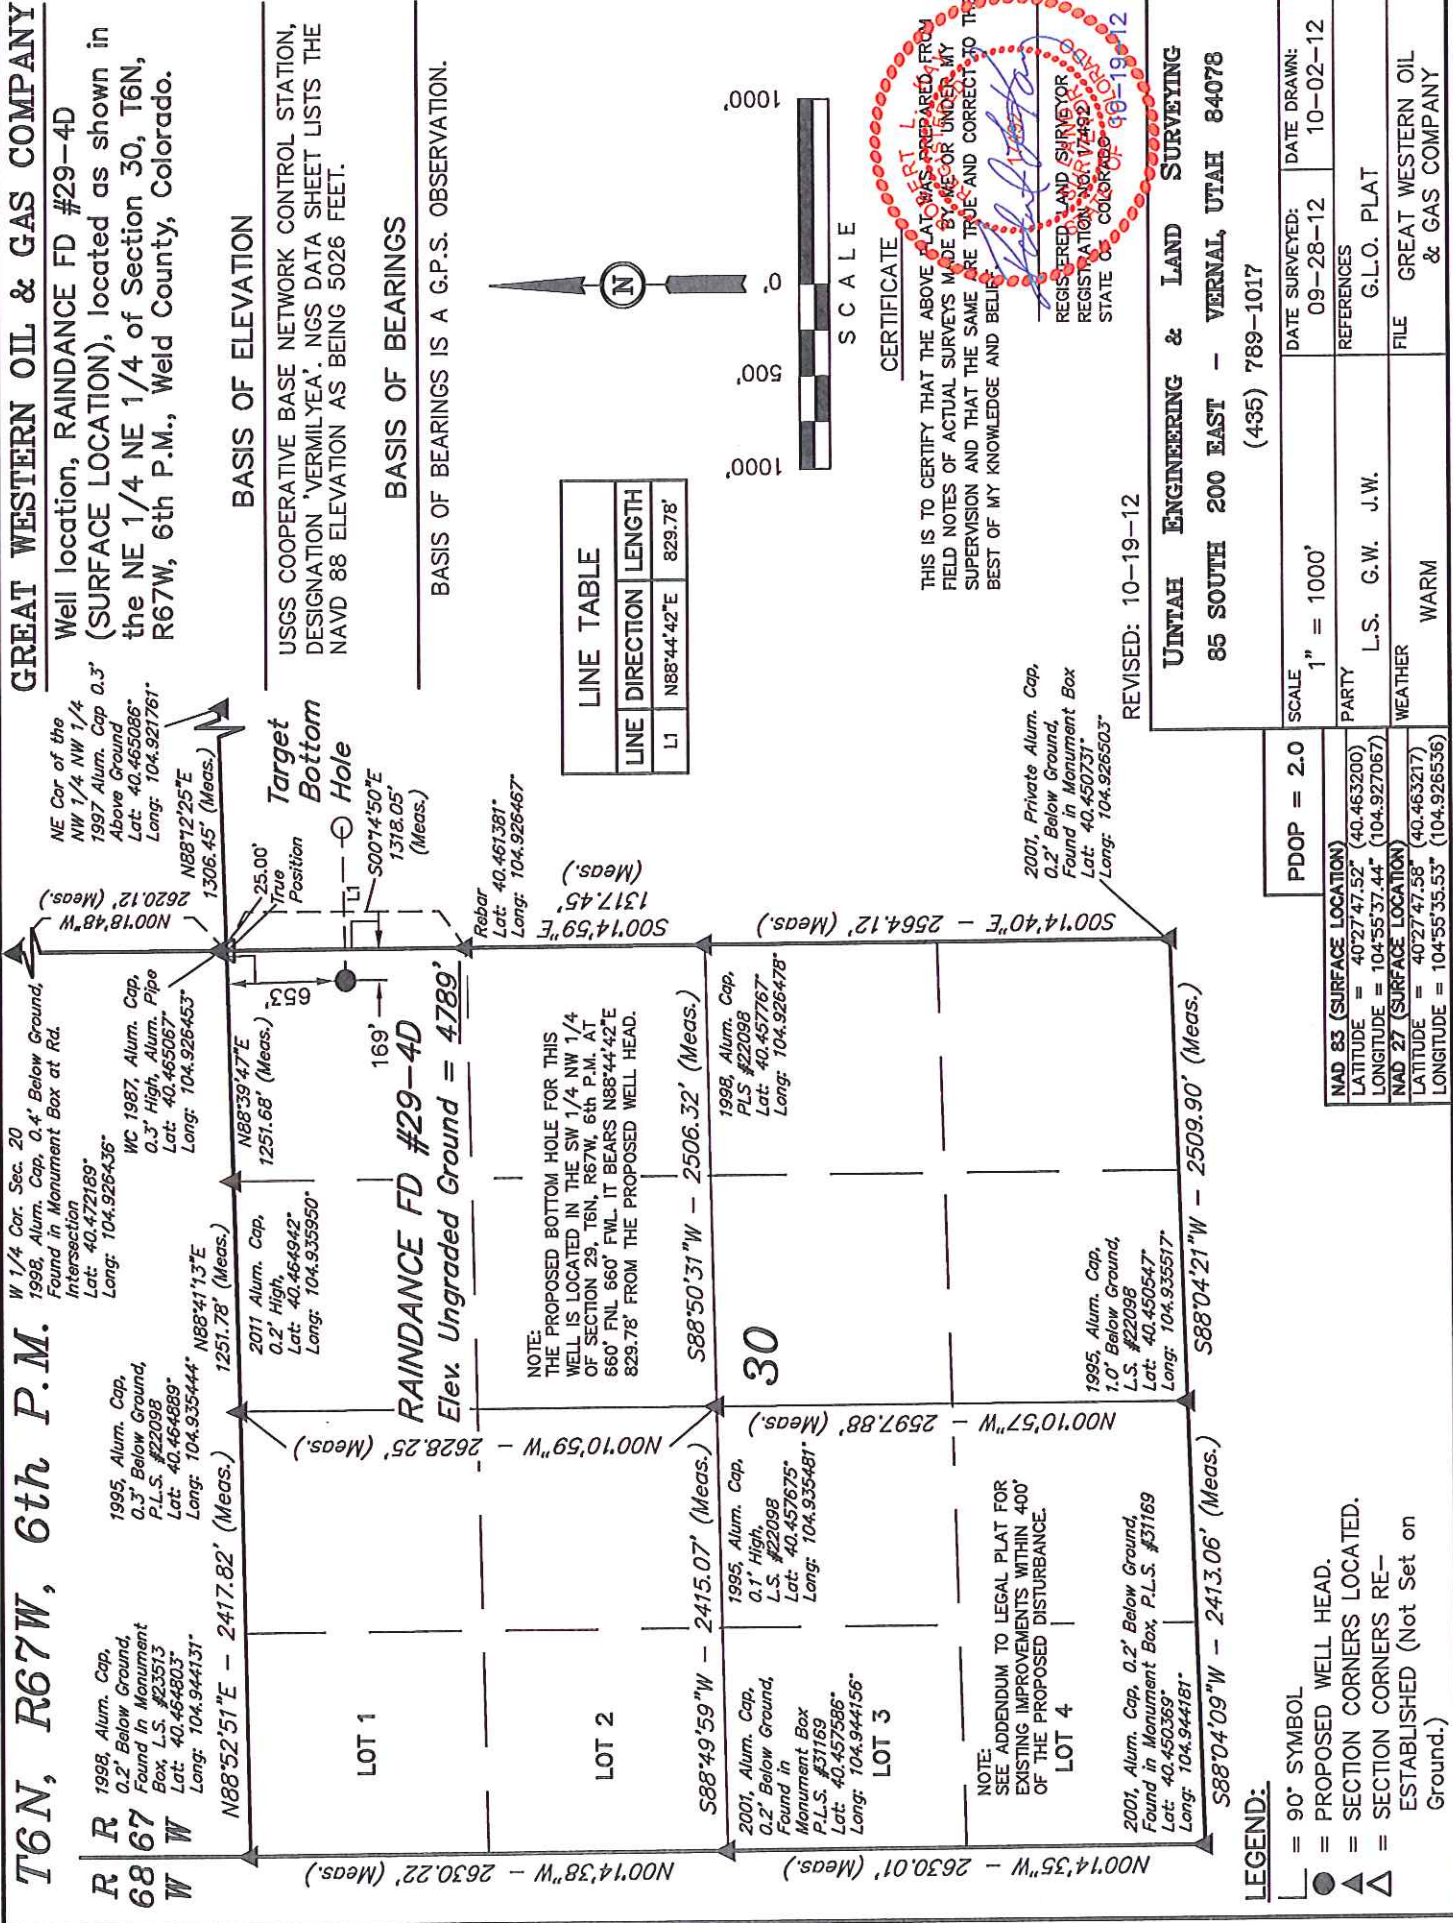 T6N, R67W, 6th P.M.
R R
68 67
W W
1998, Alum. Cap,
0.2' Below Ground,
Found in Monument
Box, L.S. #23513
Lat: 40.464803°
Long: 104.944131°
1995, Alum. Cap,
0.3' Below Ground,
P.L.S. #22098
Lat: 40.464889°
Long: 104.935444°
W 1/4 Cor. Sec. 20
1998, Alum. Cap, 0.4' Below Ground,
Found in Monument Box at Rd.
Intersection
Lat: 40.472189°
Long: 104.926436°
WC 1987, Alum. Cap,
0.3' High, Alum. Pipe
Lat: 40.465067°
Long: 104.926453°
NE Cor of the
NW 1/4 NW 1/4
1997 Alum. Cap 0.3'
Above Ground
Lat: 40.465086°
Long: 104.921761°
N00°18'48"W
2620.12' (Meas.)
N88°12'25"E
1306.45' (Meas.)
N88°52'51"E - 2417.82' (Meas.)
N88°41'13"E
1251.78' (Meas.)
N88°39'47"E
1251.68' (Meas.)
2011 Alum. Cap,
0.2' High,
Lat: 40.464942°
Long: 104.935950°
25.00'
True
Position
Target
Bottom
Hole
653'
169'
L1
S00°14'50"E
1318.05'
(Meas.)
RAINDANCE FD #29-4D
Elev. Ungraded Ground = 4789'
Rebar
Lat: 40.461381°
Long: 104.926467°
S00°14'59"E
1317.45'
(Meas.)
LOT 1
LOT 2
N00°14'38"W - 2630.22' (Meas.)
N00°10'59"W - 2628.25' (Meas.)
NOTE:
THE PROPOSED BOTTOM HOLE FOR THIS
WELL IS LOCATED IN THE SW 1/4 NW 1/4
OF SECTION 29, T6N, R67W, 6th P.M. AT
660' FNL 660' FWL. IT BEARS N88°44'42"E
829.78' FROM THE PROPOSED WELL HEAD.
S88°49'59"W - 2415.07' (Meas.)
S88°50'31"W - 2506.32' (Meas.)
2001, Alum. Cap,
0.2' Below Ground,
Found in
Monument Box
P.L.S. #31169
Lat: 40.457586°
Long: 104.944156°
1995, Alum. Cap,
0.1' High,
L.S. #22098
Lat: 40.457675°
Long: 104.935481°
30
1998, Alum. Cap,
PLS #22098
Lat: 40.457767°
Long: 104.926478°
LOT 3
N00°14'35"W - 2630.01' (Meas.)
N00°10'57"W - 2597.88' (Meas.)
S00°14'40"E - 2564.12' (Meas.)
NOTE:
SEE ADDENDUM TO LEGAL PLAT FOR
EXISTING IMPROVEMENTS WITHIN 400'
OF THE PROPOSED DISTURBANCE.
LOT 4
2001, Alum. Cap, 0.2' Below Ground,
Found in Monument Box, P.L.S. #31169
Lat: 40.450369°
Long: 104.944181°
1995, Alum. Cap,
1.0' Below Ground,
L.S. #22098
Lat: 40.450547°
Long: 104.935517°
2001, Private Alum. Cap,
0.2' Below Ground,
Found in Monument Box
Lat: 40.450731°
Long: 104.926503°
S88°04'09"W - 2413.06' (Meas.)
S88°04'21"W - 2509.90' (Meas.)
LEGEND:
= 90° SYMBOL
= PROPOSED WELL HEAD.
= SECTION CORNERS LOCATED.
= SECTION CORNERS RE-
ESTABLISHED (Not Set on
Ground.)
PDOP = 2.0
NAD 83 (SURFACE LOCATION)
LATITUDE = 40°27'47.52" (40.463200)
LONGITUDE = 104°55'37.44" (104.927067)
NAD 27 (SURFACE LOCATION)
LATITUDE = 40°27'47.58" (40.463217)
LONGITUDE = 104°55'35.53" (104.926536)
GREAT WESTERN OIL & GAS COMPANY
Well location, RAINDANCE FD #29-4D
(SURFACE LOCATION), located as shown in
the NE 1/4 NE 1/4 of Section 30, T6N,
R67W, 6th P.M., Weld County, Colorado.
BASIS OF ELEVATION
USGS COOPERATIVE BASE NETWORK CONTROL STATION,
DESIGNATION 'VERMILYEA'. NGS DATA SHEET LISTS THE
NAVD 88 ELEVATION AS BEING 5026 FEET.
BASIS OF BEARINGS
BASIS OF BEARINGS IS A G.P.S. OBSERVATION.
LINE TABLE
LINE DIRECTION LENGTH
L1 N88°44'42"E 829.78'
N
1000' 500' 0' 1000'
SCALE
CERTIFICATE
THIS IS TO CERTIFY THAT THE ABOVE PLAT WAS PREPARED FROM
FIELD NOTES OF ACTUAL SURVEYS MADE BY ME OR UNDER MY
SUPERVISION AND THAT THE SAME ARE TRUE AND CORRECT TO THE
BEST OF MY KNOWLEDGE AND BELIEF.
REGISTERED LAND SURVEYOR
REGISTRATION NO. 17492
STATE OF COLORADO 10-19-12
REVISED: 10-19-12
UINTAH ENGINEERING & LAND SURVEYING
85 SOUTH 200 EAST - VERNAL, UTAH 84078
(435) 789-1017
SCALE
1" = 1000'
DATE SURVEYED:
09-28-12
DATE DRAWN:
10-02-12
PARTY
L.S. G.W. J.W.
REFERENCES
G.L.O. PLAT
WEATHER
WARM
FILE
GREAT WESTERN OIL
& GAS COMPANY